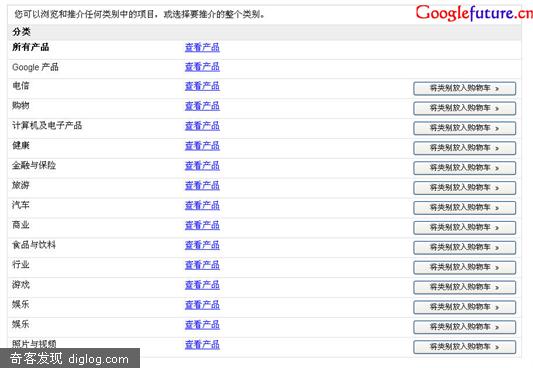 Googlefuture.cn
您可以浏览和推介任何类别中的项目，或选择要推介的整个类别。
分类
所有产品 查看产品
Google 产品 查看产品
电信 查看产品 将类别放入购物车 »
购物 查看产品 将类别放入购物车 »
计算机及电子产品 查看产品 将类别放入购物车 »
健康 查看产品 将类别放入购物车 »
金融与保险 查看产品 将类别放入购物车 »
旅游 查看产品 将类别放入购物车 »
汽车 查看产品 将类别放入购物车 »
商业 查看产品 将类别放入购物车 »
食品与饮料 查看产品 将类别放入购物车 »
行业 查看产品 将类别放入购物车 »
游戏 查看产品 将类别放入购物车 »
娱乐 查看产品 将类别放入购物车 »
娱乐 查看产品 将类别放入购物车 »
照片与视频 查看产品 将类别放入购物车 »
奇客发现 diglog.com